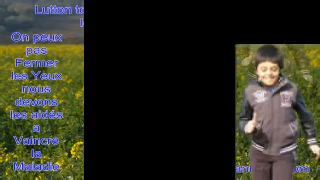 Lutton
On peux
pas
Fermer
les Yeux
nous
devons
les aidés
a
Vaincre
la
Maladie